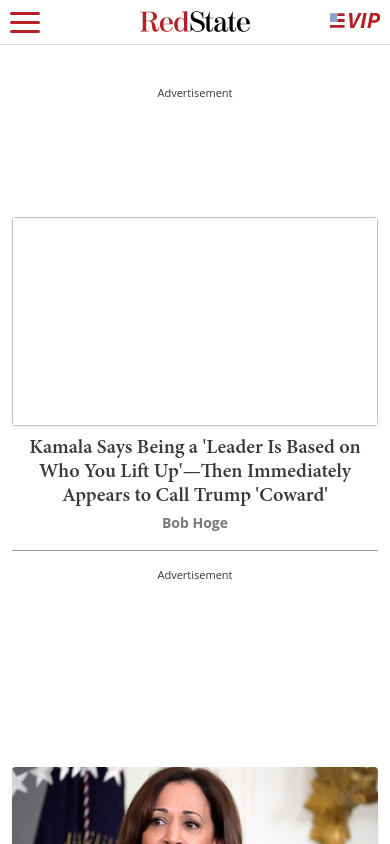 RedState
VIP
Advertisement
Kamala Says Being a 'Leader Is Based on
Who You Lift Up'—Then Immediately
Appears to Call Trump 'Coward'
Bob Hoge
Advertisement